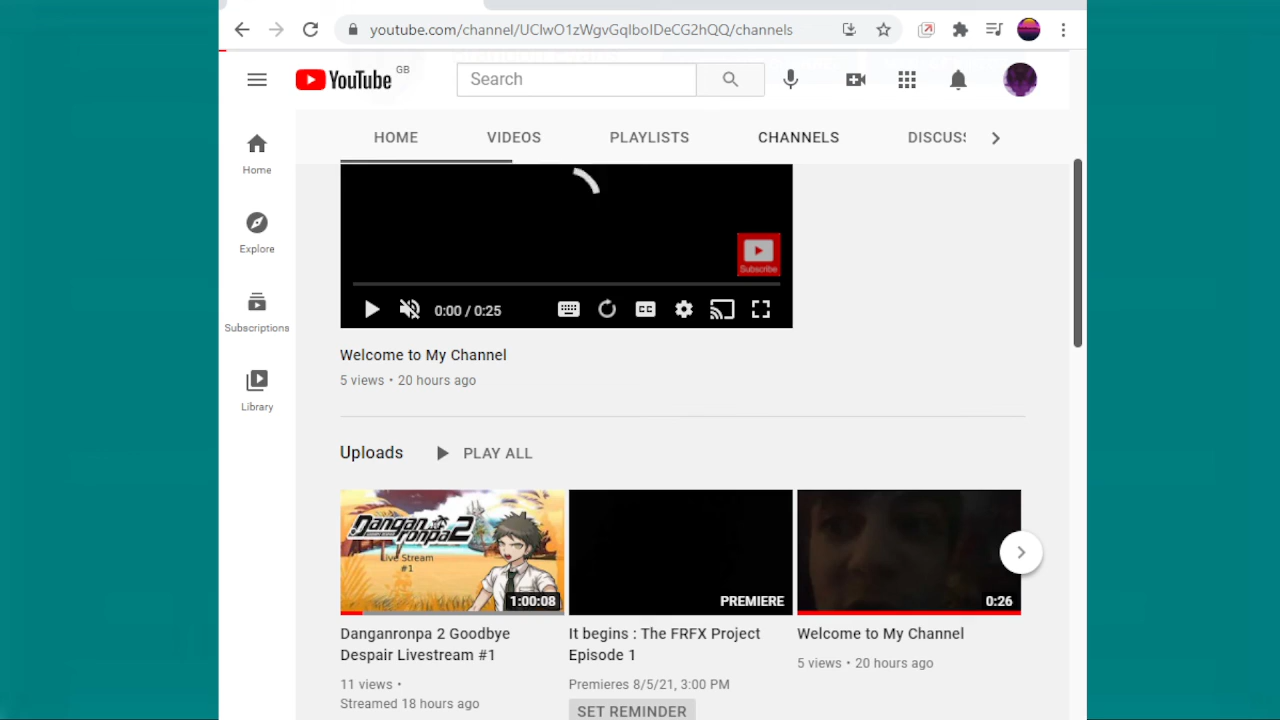 youtube.com/channel/UClwO1zWgvGqlboIDeCG2hQQ/channels
YouTube GB
Search
HOME VIDEOS PLAYLISTS CHANNELS DISCUS
Home
Explore
Subscriptions
Library
Subscribe
0:00 / 0:25
Welcome to My Channel
5 views • 20 hours ago
Uploads PLAY ALL
Danganronpa 2
Live Stream
#1
1:00:08
PREMIERE
0:26
Danganronpa 2 Goodbye
Despair Livestream #1
11 views •
Streamed 18 hours ago
It begins : The FRFX Project
Episode 1
Premieres 8/5/21, 3:00 PM
SET REMINDER
Welcome to My Channel
5 views • 20 hours ago